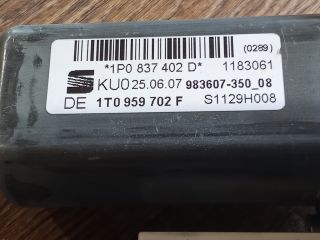 (0289)
*1P0 837 402 D* 1183061
KU0 25.06.07 983607-350_08
DE 1T0 959 702 F S1129H008